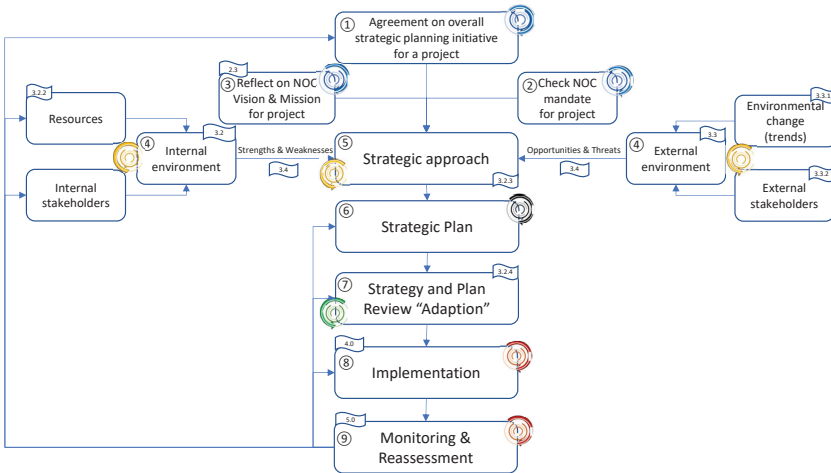 ① Agreement on overall
strategic planning initiative
for a project
2.3
③ Reflect on NOC
Vision & Mission
for project
② Check NOC
mandate
for project
3.2.2
Resources
3.3.1
Environmental
change
(trends)
3.2
④ Internal
environment
Strengths & Weaknesses
3.4
⑤ Strategic approach
3.2.3
Opportunities & Threats
3.4
3.3
④ External
environment
Internal
stakeholders
3.3.2
External
stakeholders
⑥ Strategic Plan
3.2.4
⑦ Strategy and Plan
Review “Adaption”
4.0
⑧ Implementation
5.0
⑨ Monitoring &
Reassessment